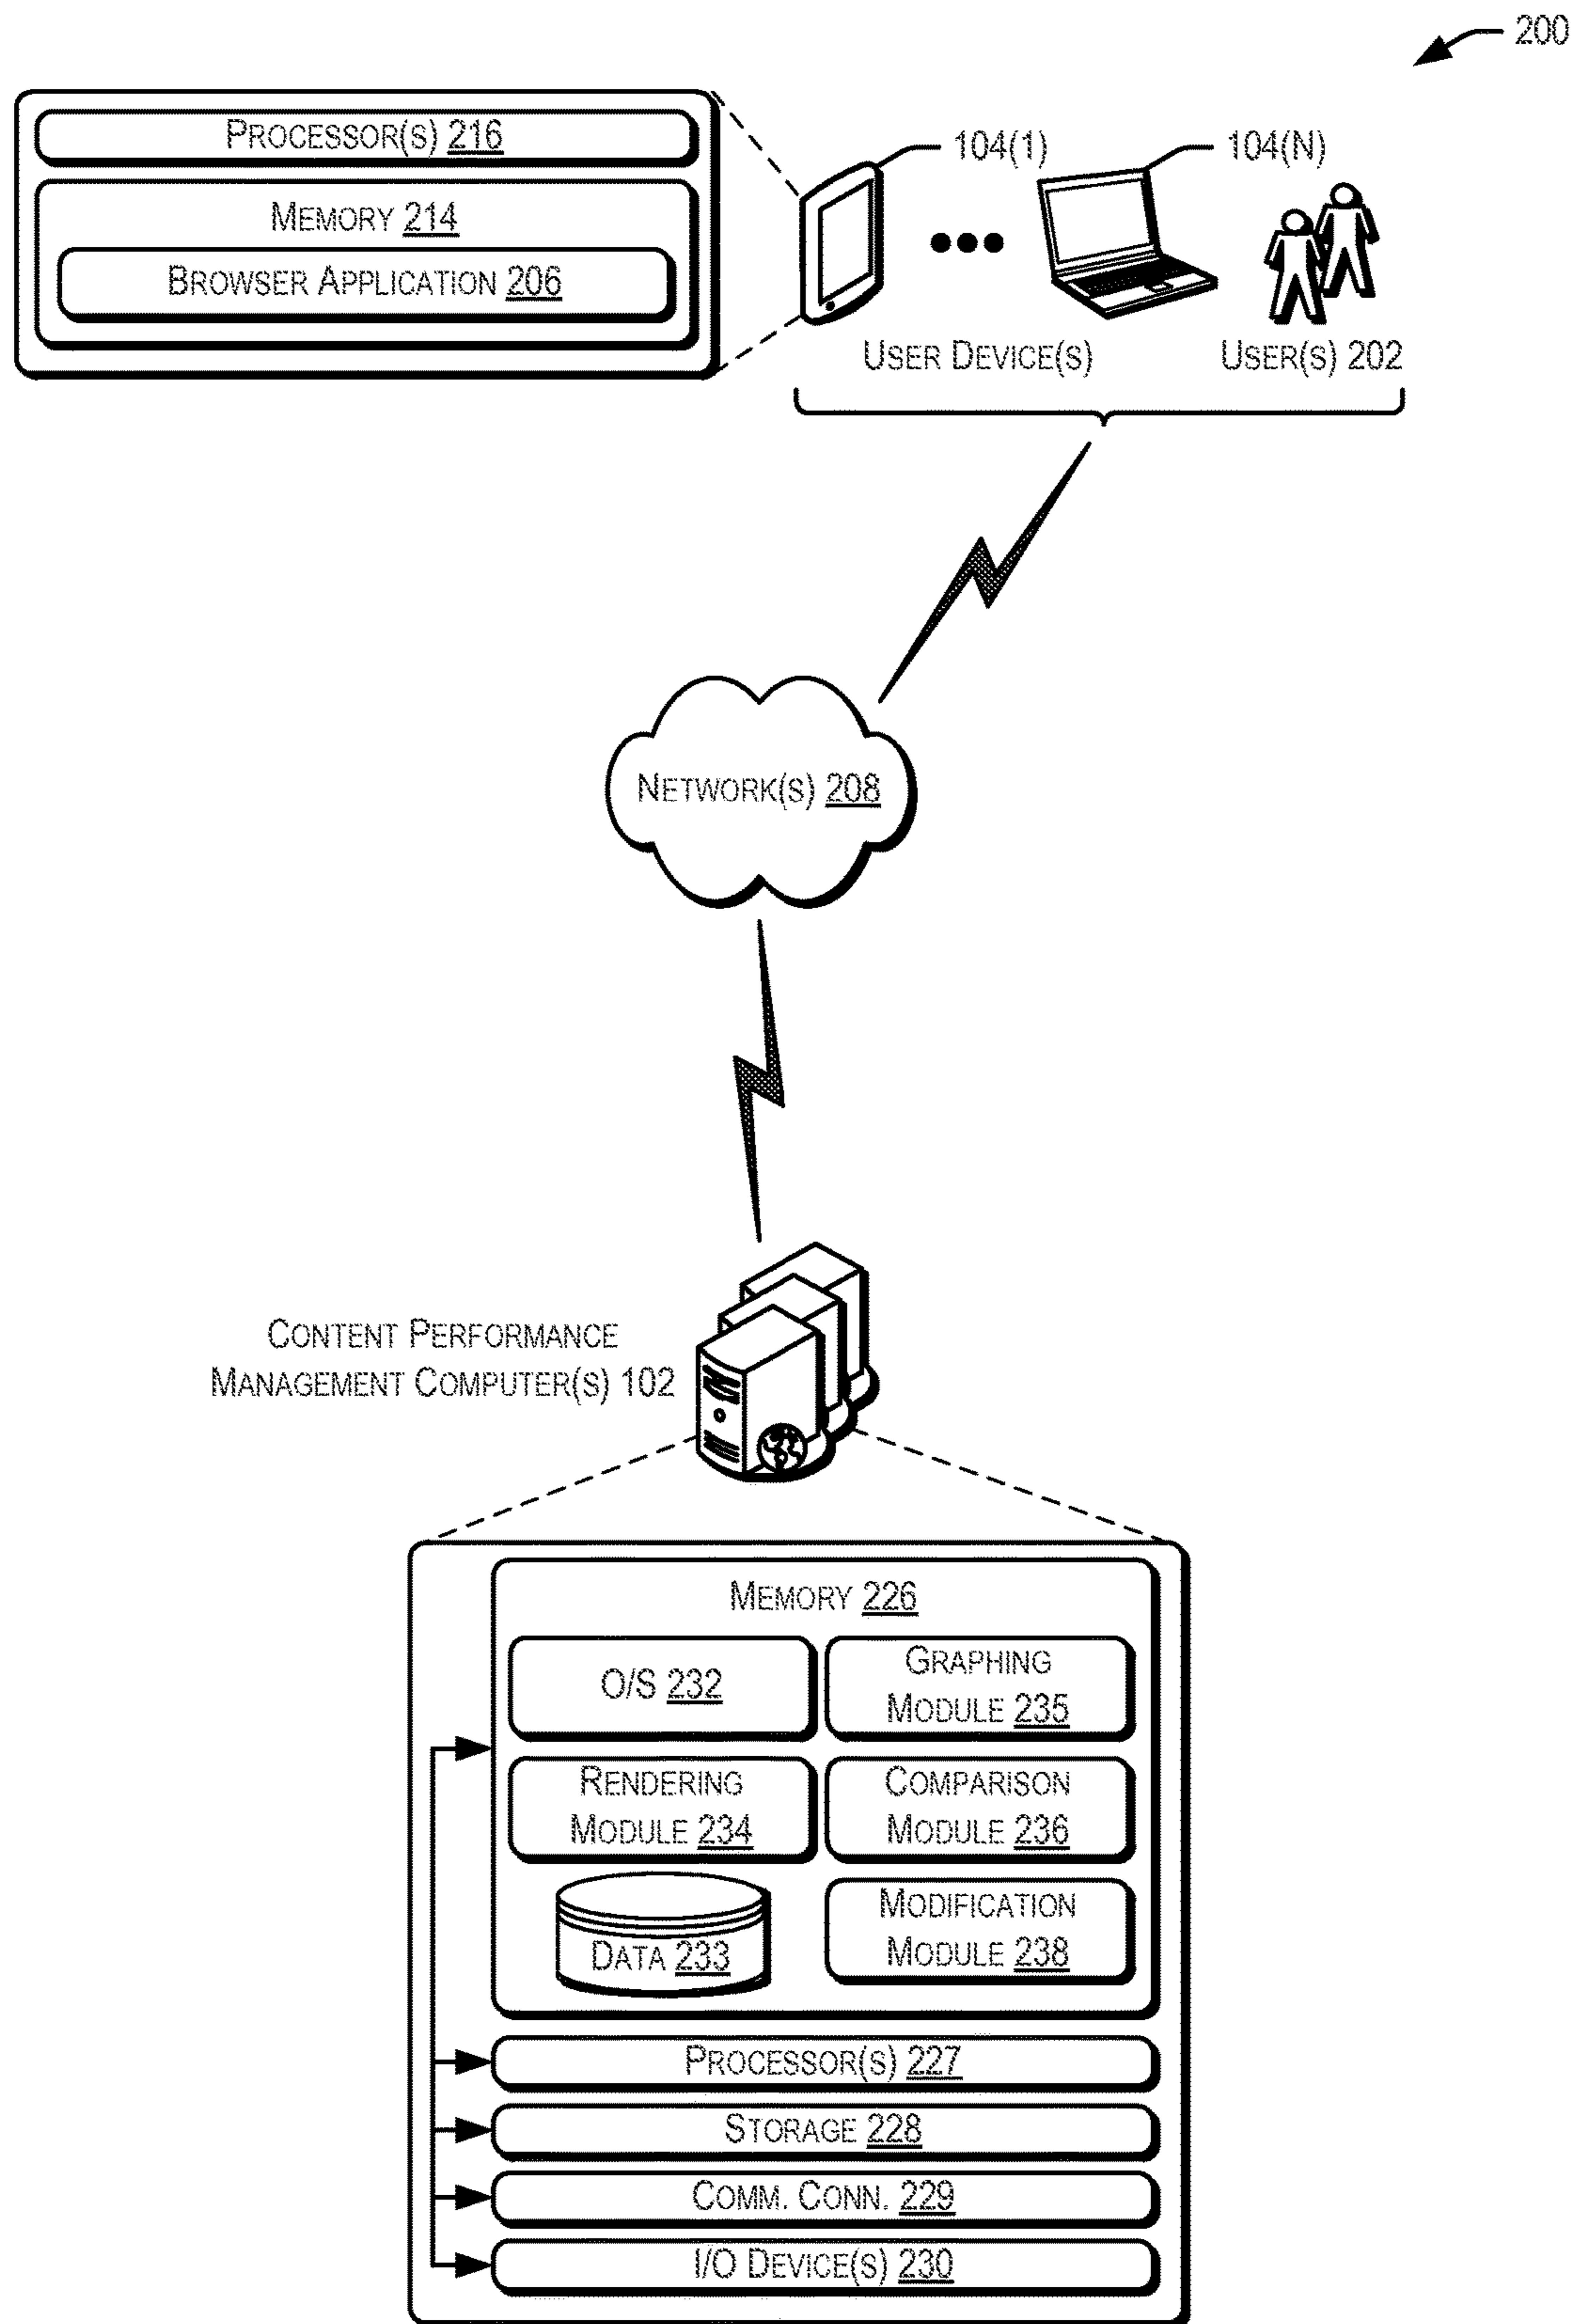 200
PROCESSOR(S) 216
MEMORY 214
BROWSER APPLICATION 206
104(1)
104(N)
USER DEVICE(S)
USER(S) 202
NETWORK(S) 208
CONTENT PERFORMANCE
MANAGEMENT COMPUTER(S) 102
MEMORY 226
O/S 232
GRAPHING
MODULE 235
RENDERING
MODULE 234
COMPARISON
MODULE 236
DATA 233
MODIFICATION
MODULE 238
PROCESSOR(S) 227
STORAGE 228
COMM. CONN. 229
I/O DEVICE(S) 230